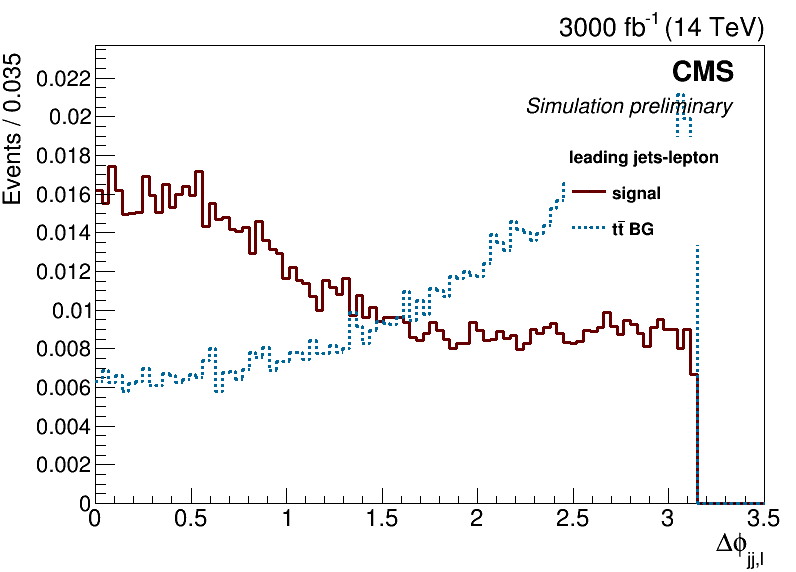 3000 fb⁻¹ (14 TeV)
CMS
Simulation preliminary
leading jets-lepton
signal
tt̅ BG
Events / 0.035
0.022
0.02
0.018
0.016
0.014
0.012
0.01
0.008
0.006
0.004
0.002
0
0 0.5 1 1.5 2 2.5 3 3.5
Δϕjj,l